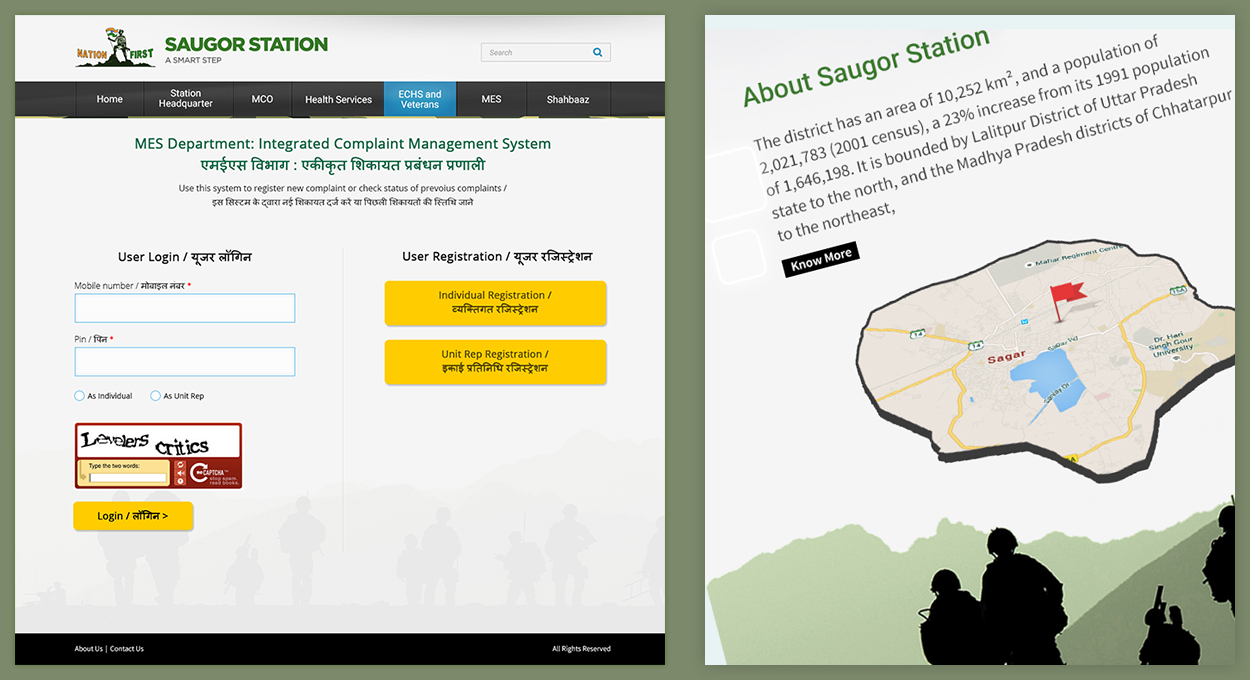 NATION FIRST
SAUGOR STATION
A SMART STEP
Search
Home
Station
Headquarter
MCO
Health Services
ECHS and
Veterans
MES
Shahbaaz
MES Department: Integrated Complaint Management System
एमईएस विभाग : एकीकृत शिकायत प्रबंधन प्रणाली
Use this system to register new complaint or check status of prevoius complaints /
इस सिस्टम के द्वारा नई शिकायत दर्ज करे या पिछली शिकायतो की स्तिथि जाने
User Login / यूजर लॉगिन
Mobile number / मोबाइल नंबर *
Pin / पिन *
As Individual
As Unit Rep
Levelers critics
Type the two words:
reCAPTCHA™
stop spam.
read books.
Login / लॉगिन >
User Registration / यूजर रजिस्ट्रेशन
Individual Registration /
व्यक्तिगत रजिस्ट्रेशन
Unit Rep Registration /
इकाई प्रतिनिधि रजिस्ट्रेशन
About Us | Contact Us
All Rights Reserved
About Saugor Station
The district has an area of 10,252 km², and a population of
2,021,783 (2001 census), a 23% increase from its 1991 population
of 1,646,198. It is bounded by Lalitpur District of Uttar Pradesh
state to the north, and the Madhya Pradesh districts of Chhatarpur
to the northeast,
Know More
Mahar Regiment Centre
15A
14
14
Sagar
Sagar Rd
Dr. Hari
Singh Gour
University